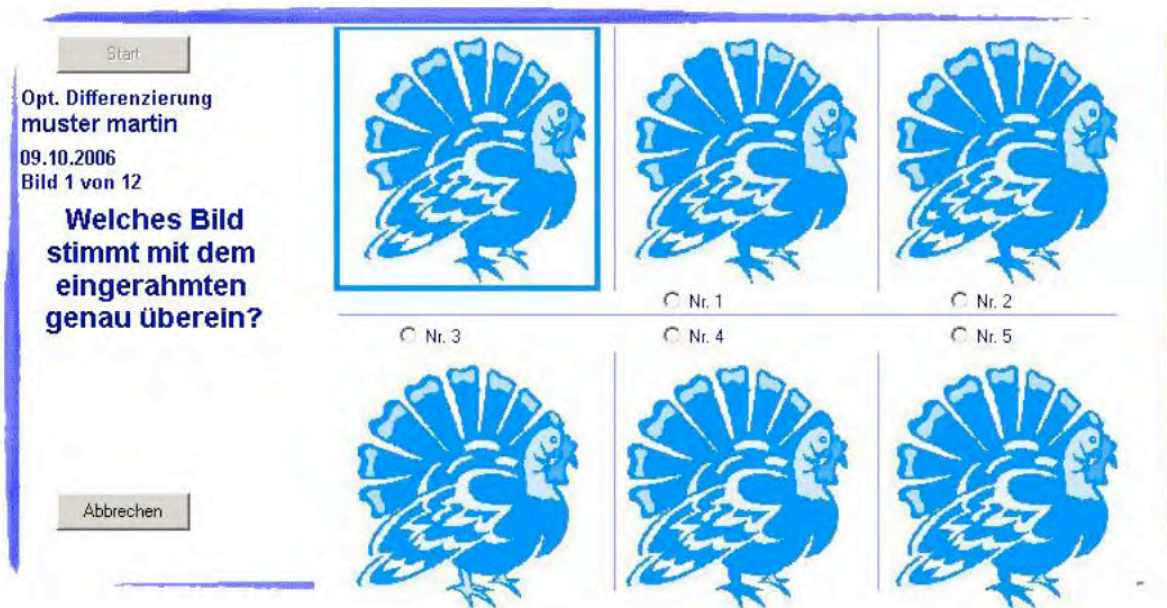 Start
Opt. Differenzierung
muster martin
09.10.2006
Bild 1 von 12
Welches Bild
stimmt mit dem
eingerahmten
genau überein?
Abbrechen
Nr. 1
Nr. 2
Nr. 3
Nr. 4
Nr. 5